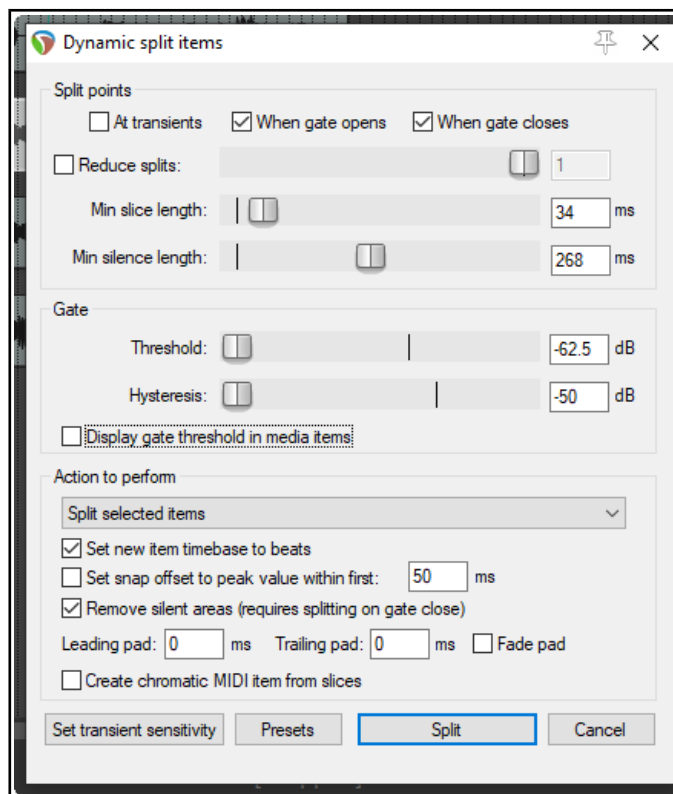 Dynamic split items
Split points
At transients When gate opens When gate closes
Reduce splits: 1
Min slice length: 34 ms
Min silence length: 268 ms
Gate
Threshold: -62.5 dB
Hysteresis: -50 dB
Display gate threshold in media items
Action to perform
Split selected items
Set new item timebase to beats
Set snap offset to peak value within first: 50 ms
Remove silent areas (requires splitting on gate close)
Leading pad: 0 ms Trailing pad: 0 ms Fade pad
Create chromatic MIDI item from slices
Set transient sensitivity Presets Split Cancel